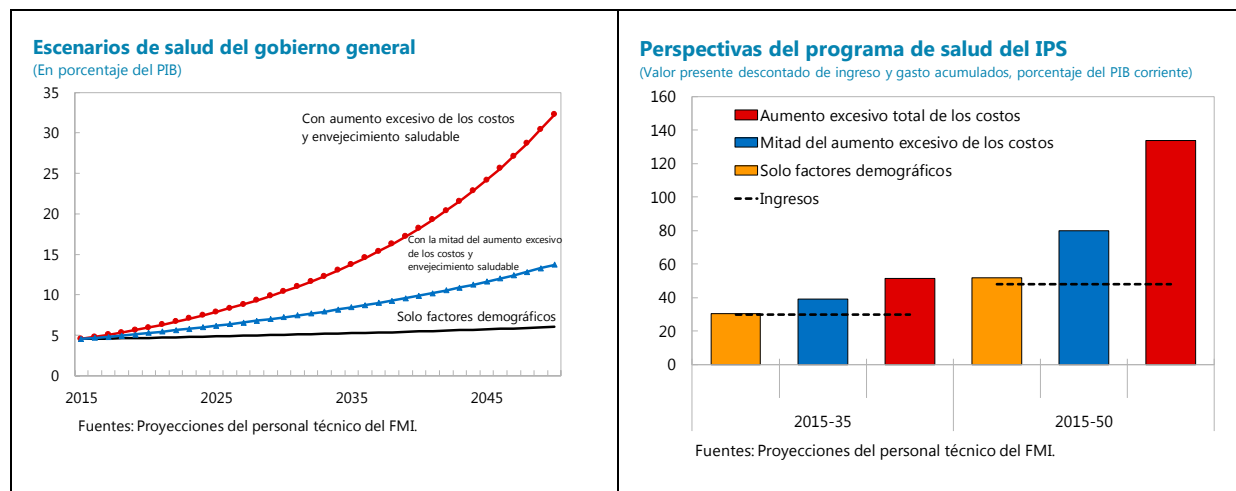 Escenarios de salud del gobierno general
(En porcentaje del PIB)
35
30
25
20
15
10
5
0
Con aumento excesivo de los costos
y envejecimiento saludable
Con la mitad del aumento excesivo
de los costos y
envejecimiento saludable
Solo factores demográficos
2015
2025
2035
2045
Fuentes: Proyecciones del personal técnico del FMI.
Perspectivas del programa de salud del IPS
(Valor presente descontado de ingreso y gasto acumulados, porcentaje del PIB corriente)
160
140
120
100
80
60
40
20
0
Aumento excesivo total de los costos
Mitad del aumento excesivo de los costos
Solo factores demográficos
Ingresos
2015-35
2015-50
Fuentes: Proyecciones del personal técnico del FMI.